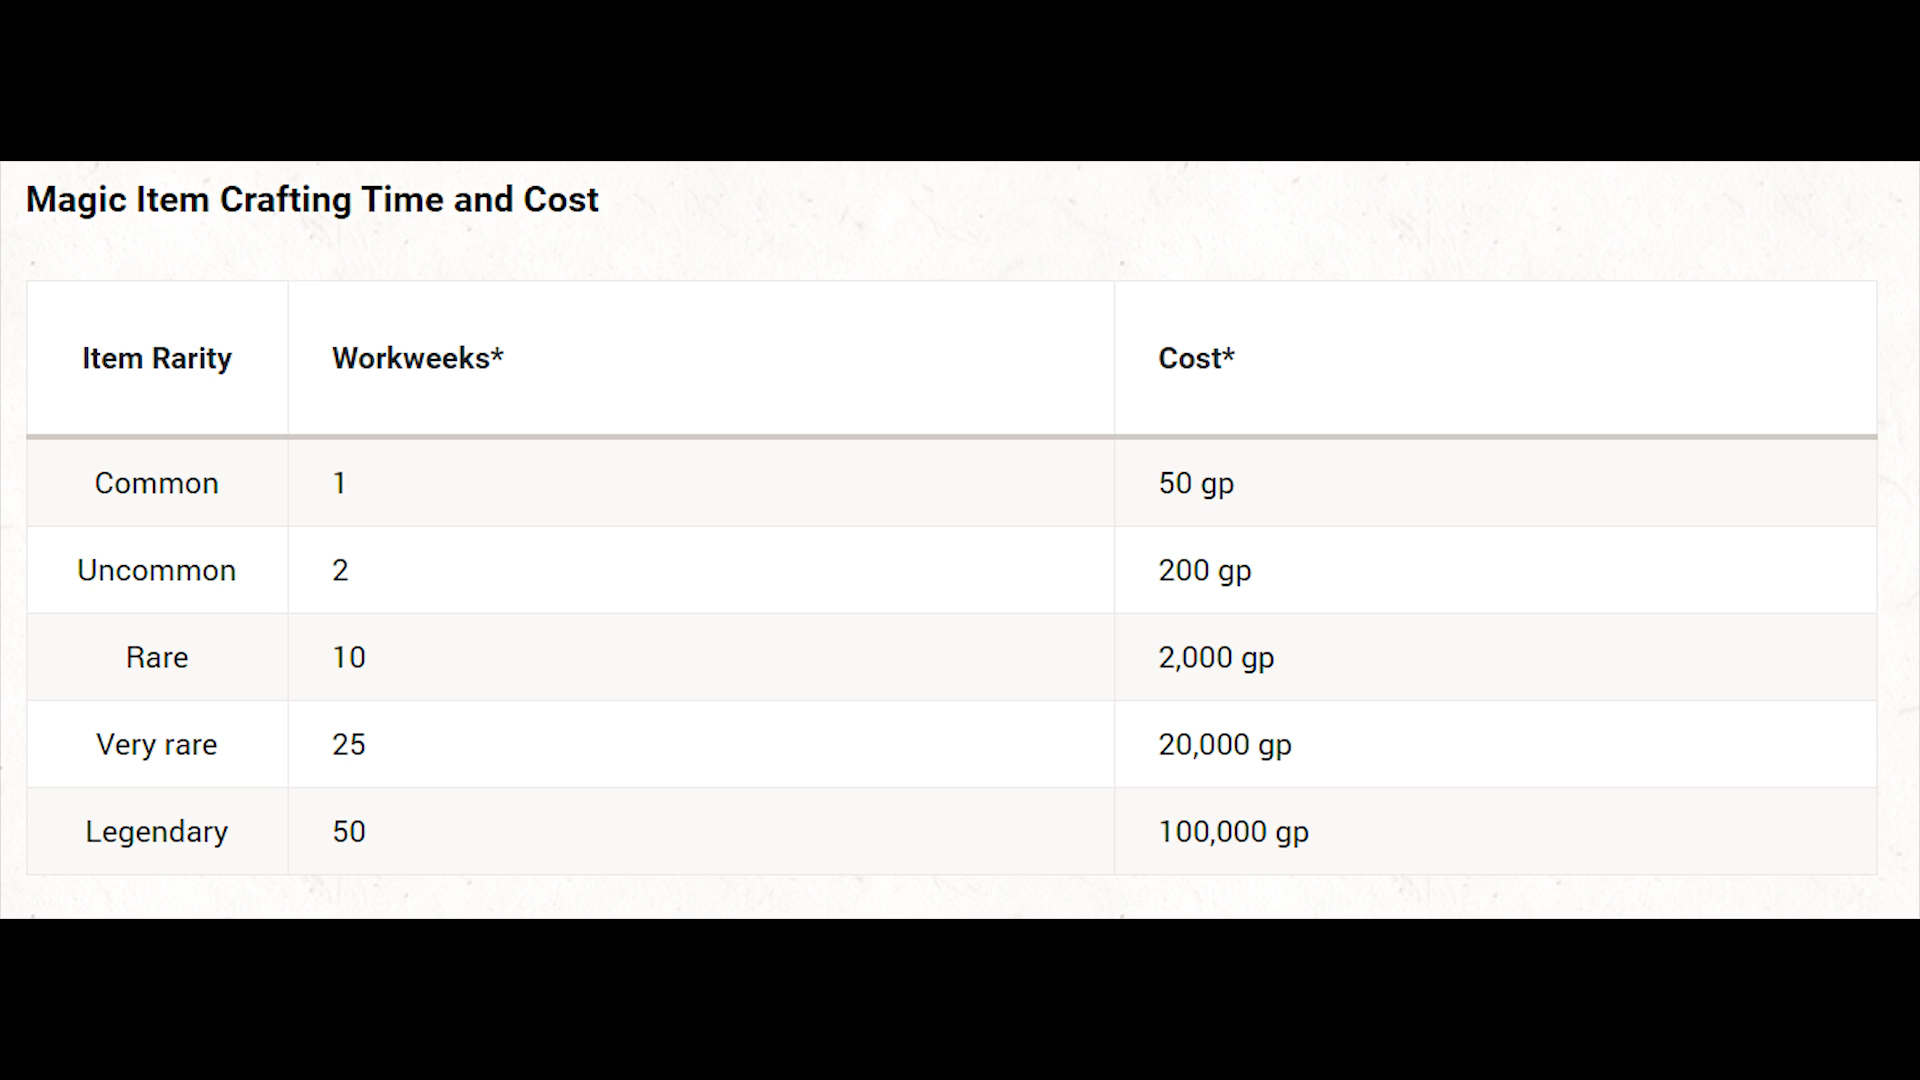 Magic Item Crafting Time and Cost
Item Rarity Workweeks* Cost*
Common 1 50 gp
Uncommon 2 200 gp
Rare 10 2,000 gp
Very rare 25 20,000 gp
Legendary 50 100,000 gp